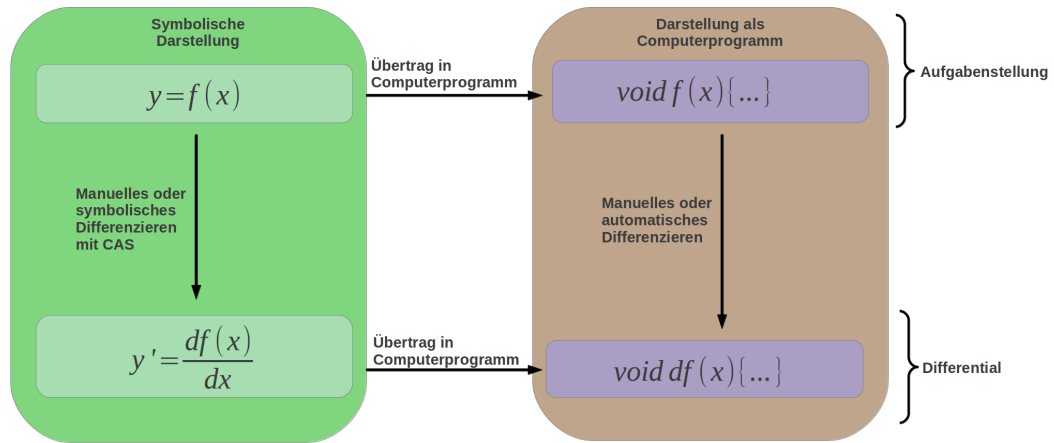 Symbolische
Darstellung
y=f(x)
Manuelles oder
symbolisches
Differenzieren
mit CAS
y'=df(x)/dx
Übertrag in
Computerprogramm
Übertrag in
Computerprogramm
Darstellung als
Computerprogramm
void f(x){...}
Manuelles oder
automatisches
Differenzieren
void df(x){...}
Aufgabenstellung
Differential